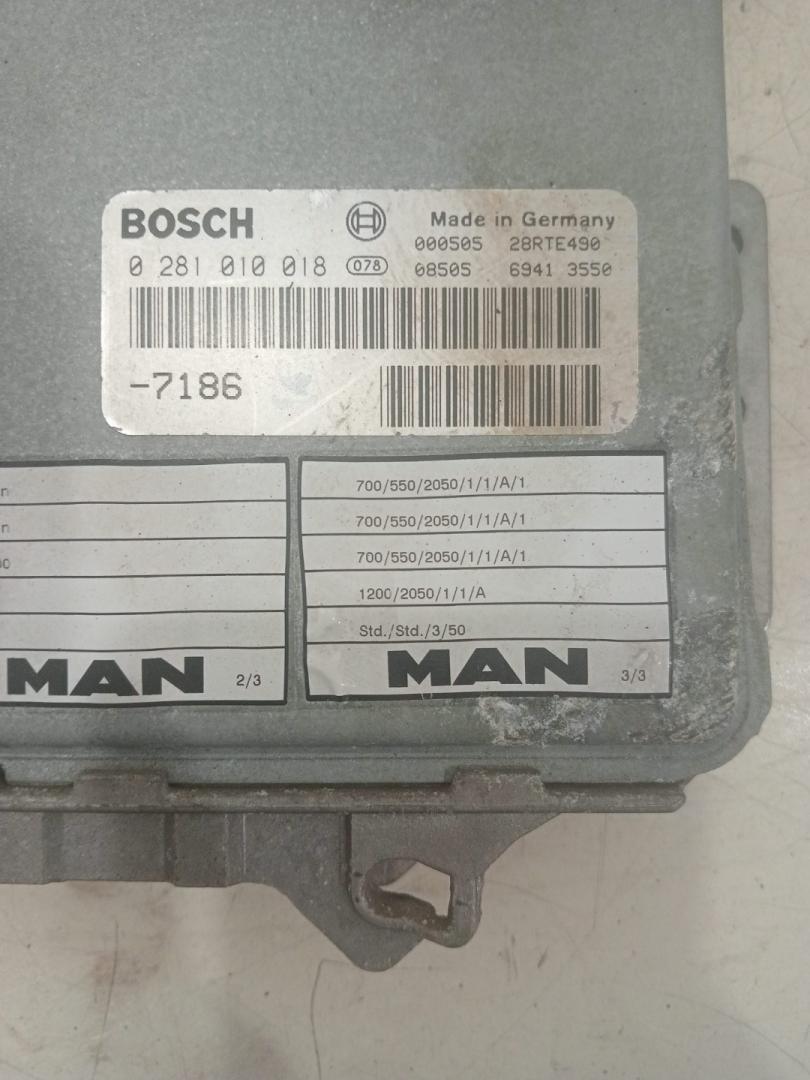 BOSCH Made in Germany
000505 28RTE490
0 281 010 018 078 08505 6941 3550
-7186
n
n
00
MAN 2/3
700/550/2050/1/1/A/1
700/550/2050/1/1/A/1
700/550/2050/1/1/A/1
1200/2050/1/1/A
Std./Std./3/50
MAN 3/3